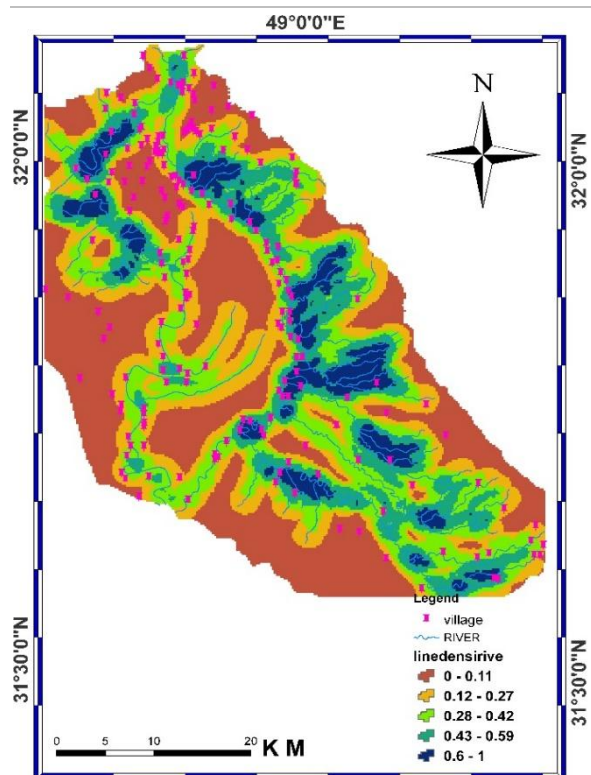 49°0'0"E
N
32°0'0"N
32°0'0"N
31°30'0"N
31°30'0"N
Legend
village
RIVER
linedensirive
0 - 0.11
0.12 - 0.27
0.28 - 0.42
0.43 - 0.59
0.6 - 1
0 5 10 20 KM